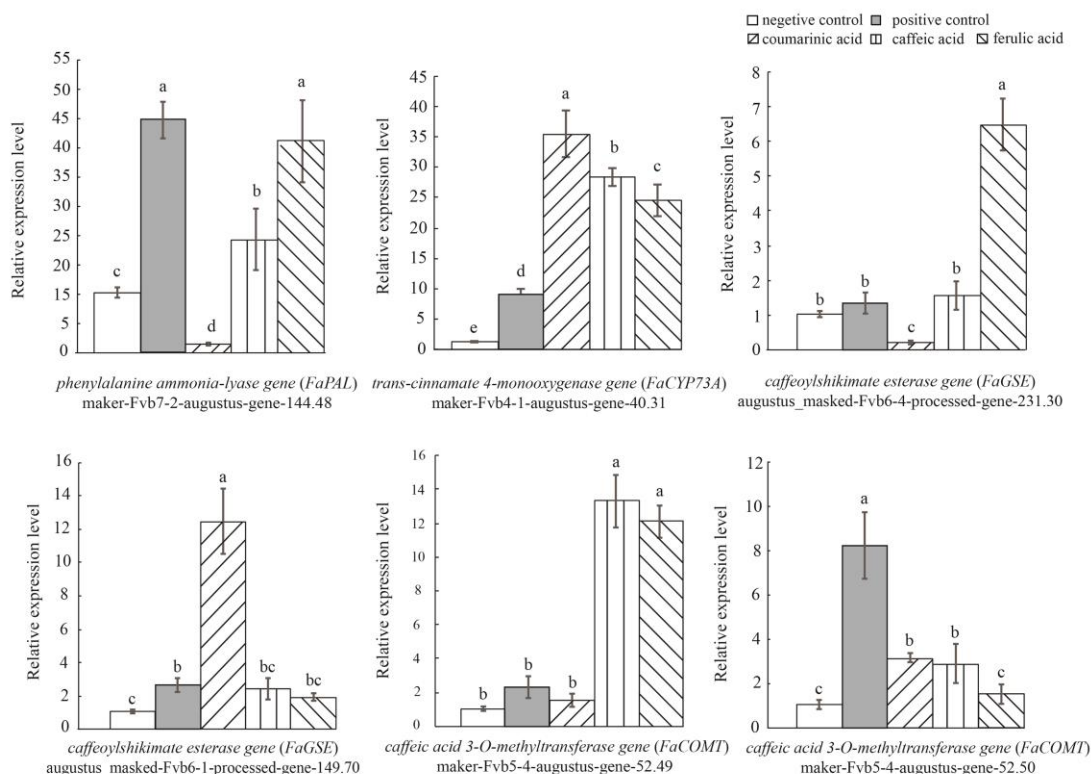 negetive control positive control
coumarinic acid caffeic acid ferulic acid
Relative expression level
55
50
45
40
35
30
25
20
15
10
5
0
c
a
d
b
a
phenylalanine ammonia-lyase gene (FaPAL)
maker-Fvb7-2-augustus-gene-144.48
Relative expression level
45
40
35
30
25
20
15
10
5
0
e
d
a
b
c
trans-cinnamate 4-monooxygenase gene (FaCYP73A)
maker-Fvb4-1-augustus-gene-40.31
Relative expression level
8
7
6
5
4
3
2
1
0
b
b
c
b
a
caffeoylshikimate esterase gene (FaGSE)
augustus_masked-Fvb6-4-processed-gene-231.30
Relative expression level
16
14
12
10
8
6
4
2
0
c
b
a
bc
bc
caffeoylshikimate esterase gene (FaGSE)
augustus_masked-Fvb6-1-processed-gene-149.70
Relative expression level
16
14
12
10
8
6
4
2
0
b
b
b
a
a
caffeic acid 3-O-methyltransferase gene (FaCOMT)
maker-Fvb5-4-augustus-gene-52.49
Relative expression level
12
10
8
6
4
2
0
c
a
b
b
c
caffeic acid 3-O-methyltransferase gene (FaCOMT)
maker-Fvb5-4-augustus-gene-52.50